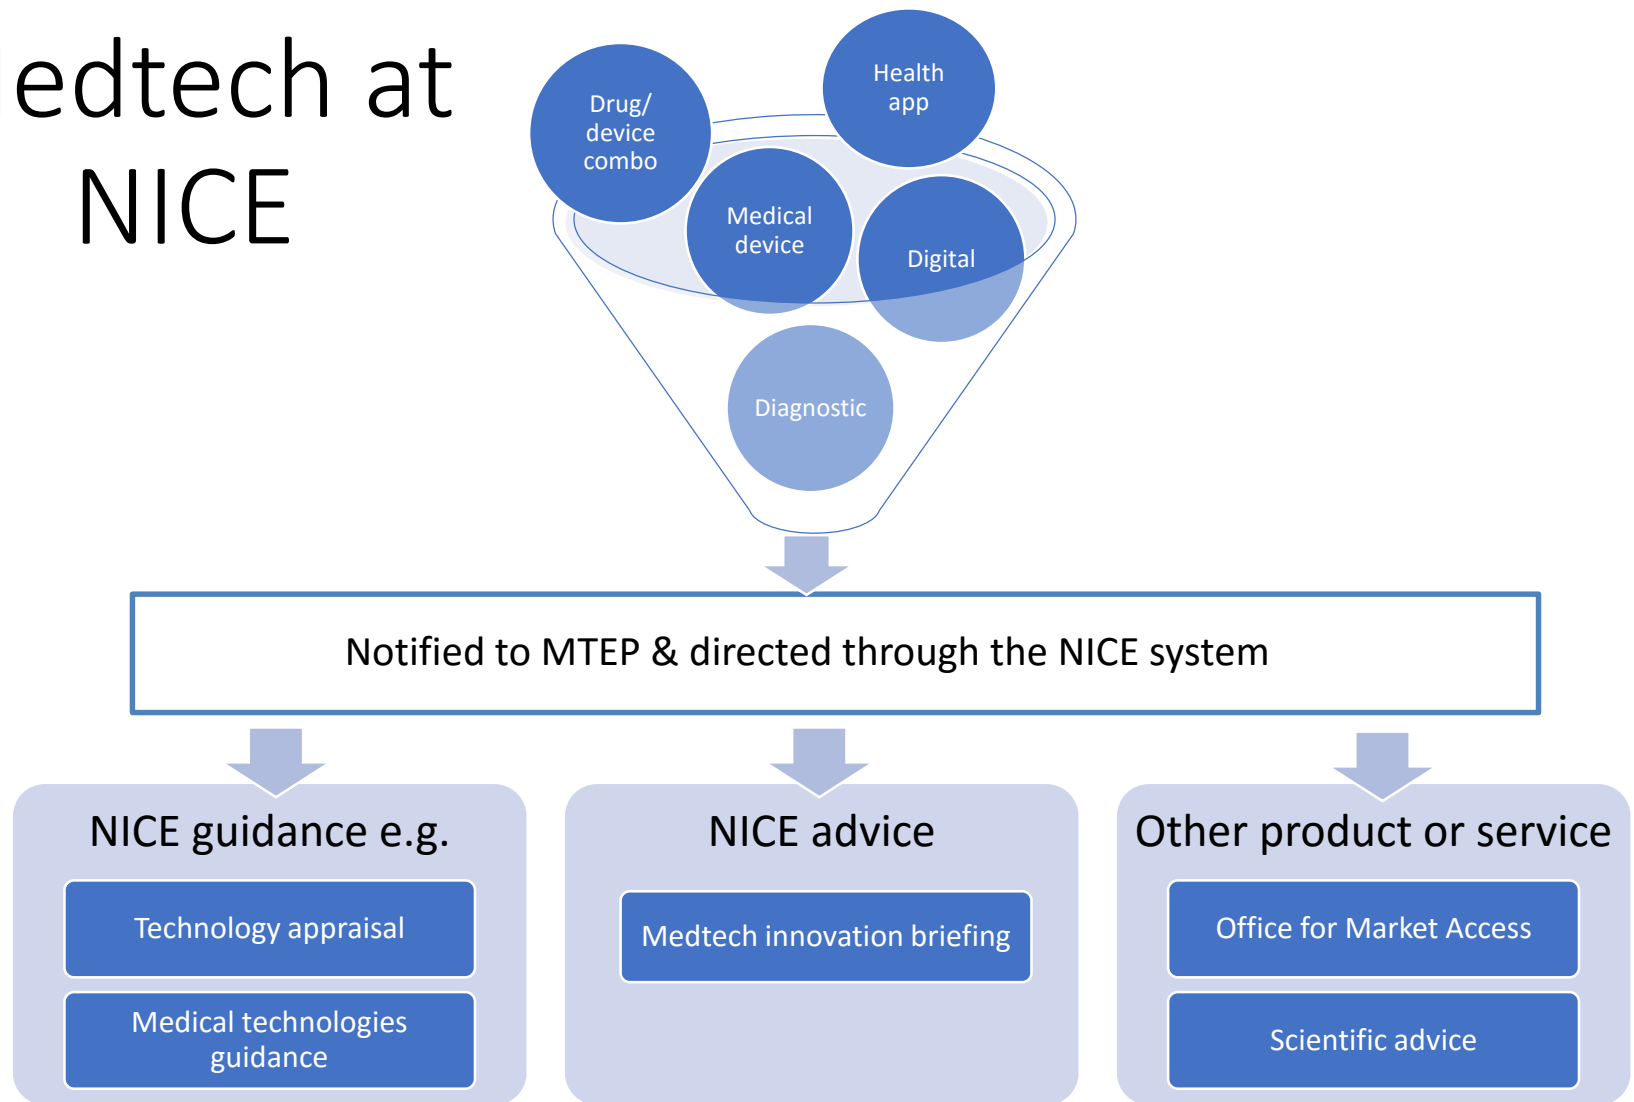 edtech at
NICE
Health
app
Drug/
device
combo
Medical
device
Digital
Diagnostic
Notified to MTEP & directed through the NICE system
NICE guidance e.g.
Technology appraisal
Medical technologies
guidance
NICE advice
Medtech innovation briefing
Other product or service
Office for Market Access
Scientific advice